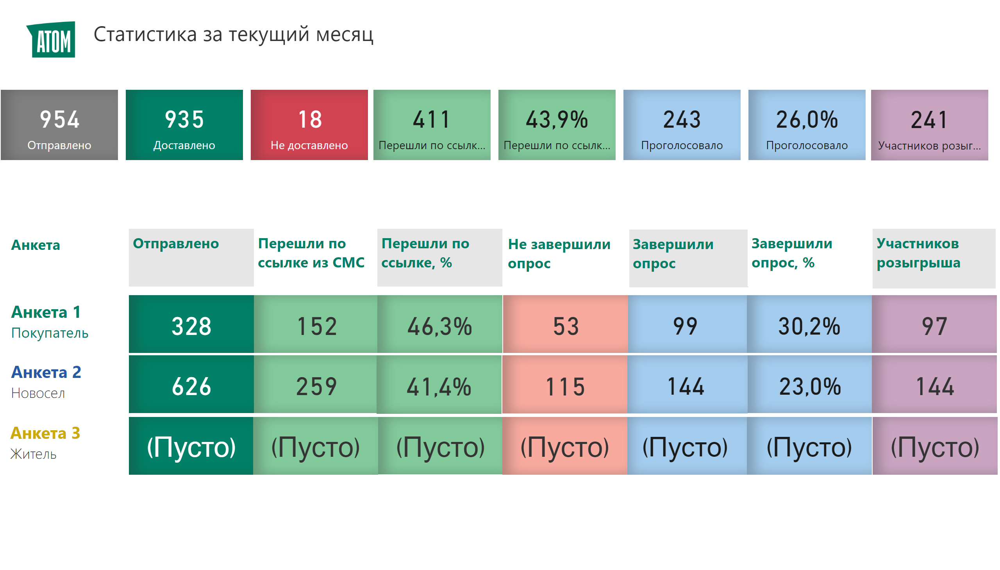 АТОМ
Статистика за текущий месяц
954
Отправлено
935
Доставлено
18
Не доставлено
411
Перешли по ссылк...
43,9%
Перешли по ссылк...
243
Проголосовало
26,0%
Проголосовало
241
Участников розыг...
Анкета
Отправлено
Перешли по
ссылке из СМС
Перешли по
ссылке, %
Не завершили
опрос
Завершили
опрос
Завершили
опрос, %
Участников
розыгрыша
Анкета 1
Покупатель
328
152
46,3%
53
99
30,2%
97
Анкета 2
Новосел
626
259
41,4%
115
144
23,0%
144
Анкета 3
Житель
(Пусто)
(Пусто)
(Пусто)
(Пусто)
(Пусто)
(Пусто)
(Пусто)